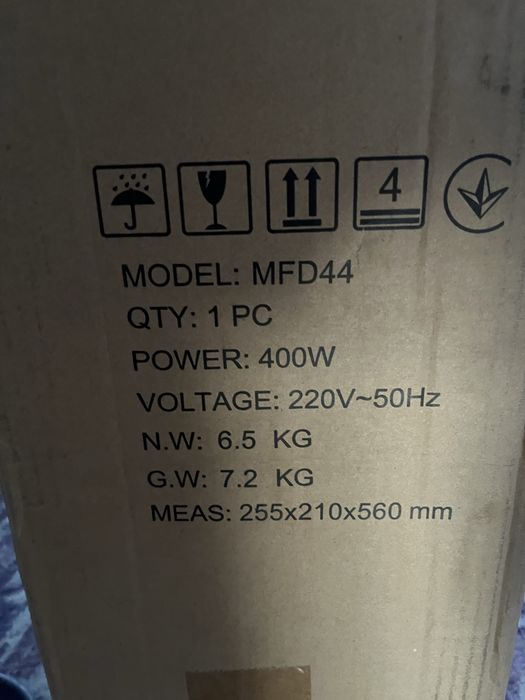 4
MODEL: MFD44
QTY: 1 PC
POWER: 400W
VOLTAGE: 220V~50Hz
N.W: 6.5 KG
G.W: 7.2 KG
MEAS: 255x210x560 mm